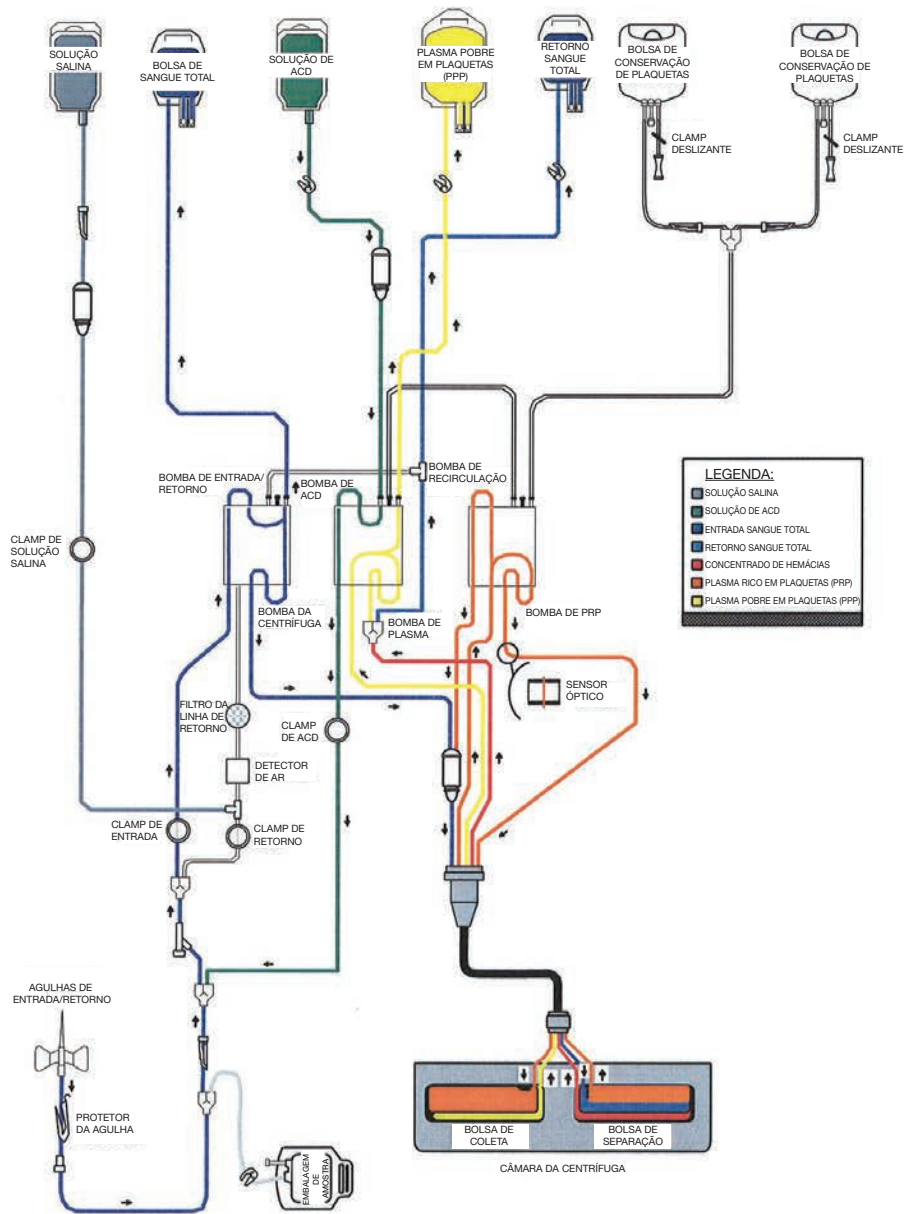 SOLUÇÃO
SALINA
BOLSA DE
SANGUE TOTAL
SOLUÇÃO DE
ACD
PLASMA POBRE
EM PLAQUETAS
(PPP)
RETORNO
SANGUE
TOTAL
BOLSA DE
CONSERVAÇÃO
DE PLAQUETAS
BOLSA DE
CONSERVAÇÃO DE
PLAQUETAS
CLAMP
DESLIZANTE
CLAMP
DESLIZANTE
BOMBA DE ENTRADA/
RETORNO
BOMBA DE
ACD
BOMBA DE
RECIRCULAÇÃO
CLAMP DE
SOLUÇÃO
SALINA
BOMBA DA
CENTRÍFUGA
BOMBA DE
PLASMA
BOMBA DE PRP
LEGENDA:
SOLUÇÃO SALINA
SOLUÇÃO DE ACD
ENTRADA SANGUE TOTAL
RETORNO SANGUE TOTAL
CONCENTRADO DE HEMÁCIAS
PLASMA RICO EM PLAQUETAS (PRP)
PLASMA POBRE EM PLAQUETAS (PPP)
SENSOR
ÓPTICO
FILTRO DA
LINHA DE
RETORNO
CLAMP
DE ACD
DETECTOR
DE AR
CLAMP DE
ENTRADA
CLAMP DE
RETORNO
AGULHAS DE
ENTRADA/RETORNO
PROTETOR
DA AGULHA
EMBALAGEM
DE
AMOSTRA
BOLSA DE
COLETA
BOLSA DE
SEPARAÇÃO
CÂMARA DA CENTRÍFUGA